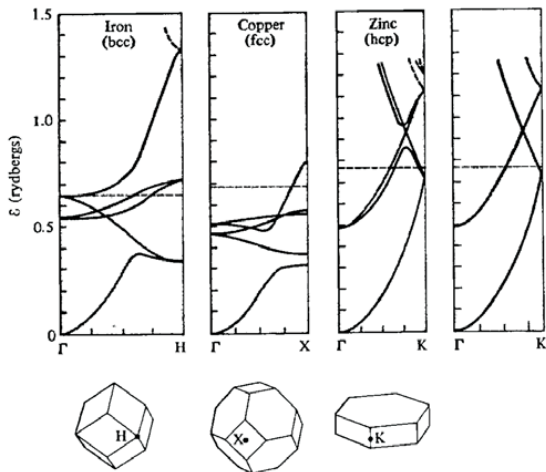 1.5
Iron
(bcc)
Copper
(fcc)
Zinc
(hcp)
1.0
ℰ (rydbergs)
0.5
0
Γ H Γ X Γ K Γ K
H X K